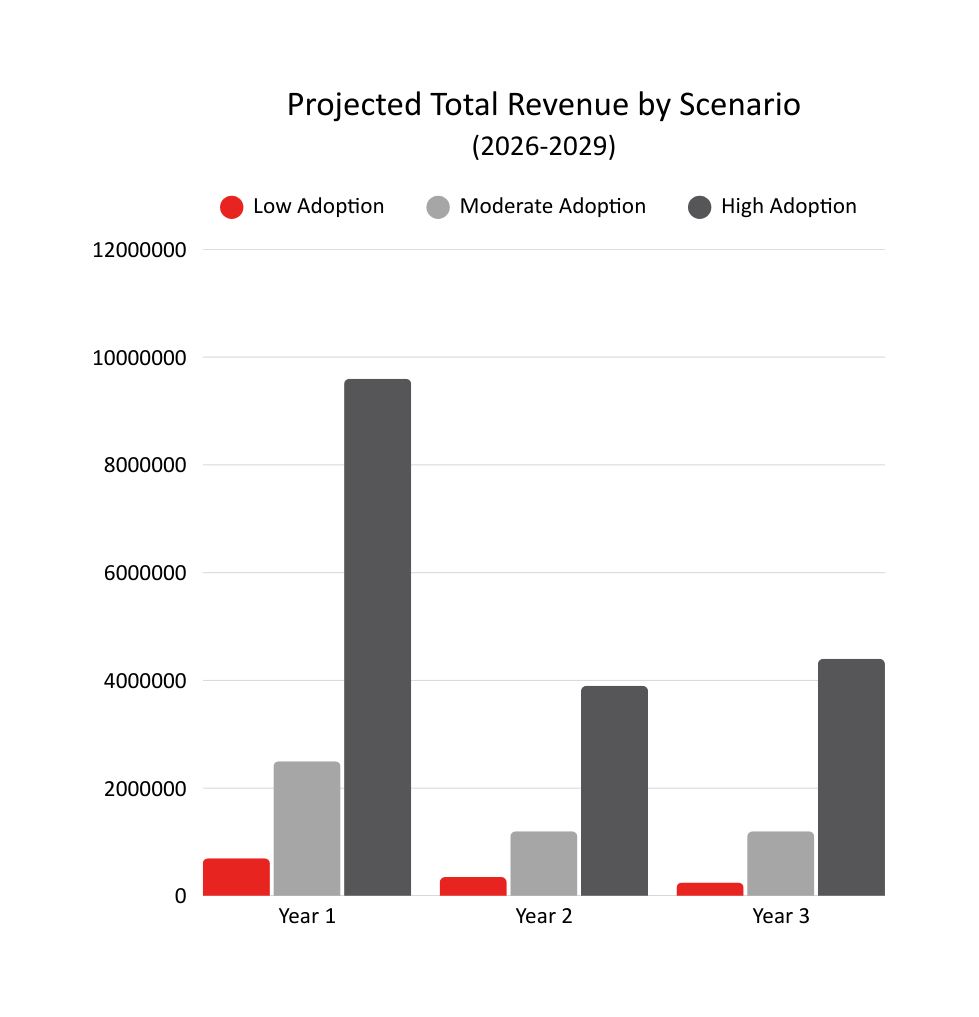 Projected Total Revenue by Scenario
(2026-2029)
Low Adoption Moderate Adoption High Adoption
12000000
10000000
8000000
6000000
4000000
2000000
0
Year 1 Year 2 Year 3